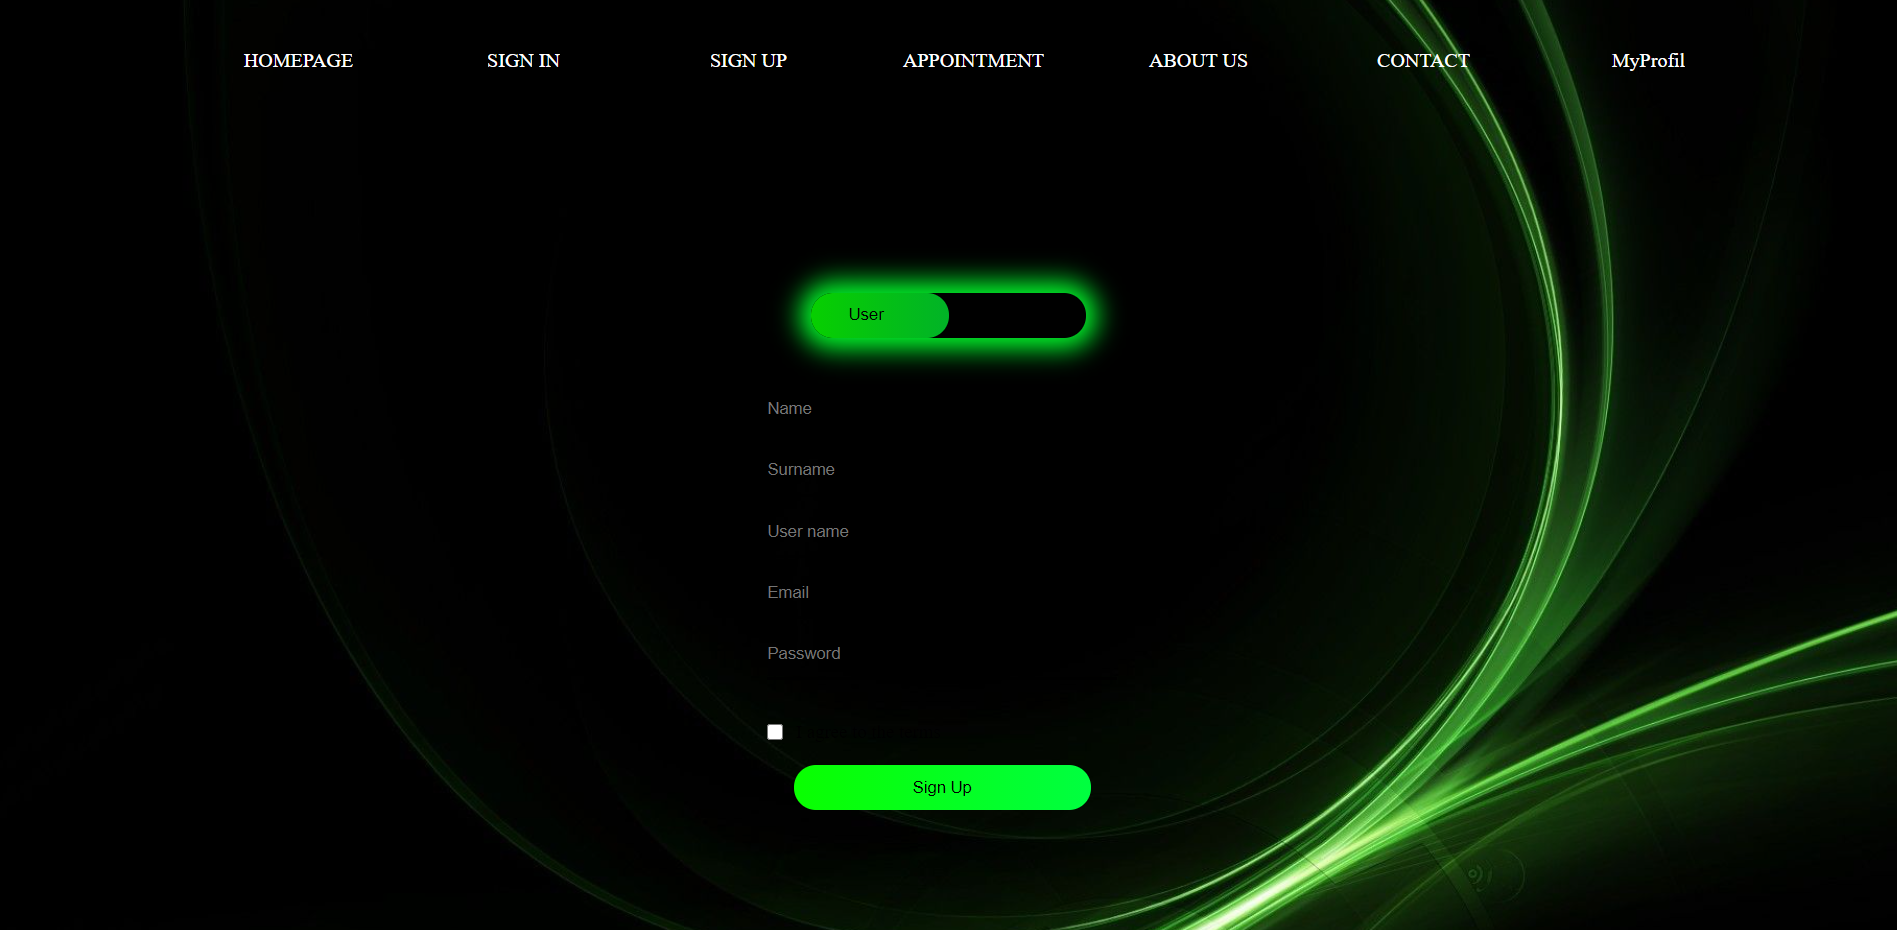 HOMEPAGE SIGN IN SIGN UP APPOINTMENT ABOUT US CONTACT MyProfil
User
Name
Surname
User name
Email
Password
Sign Up